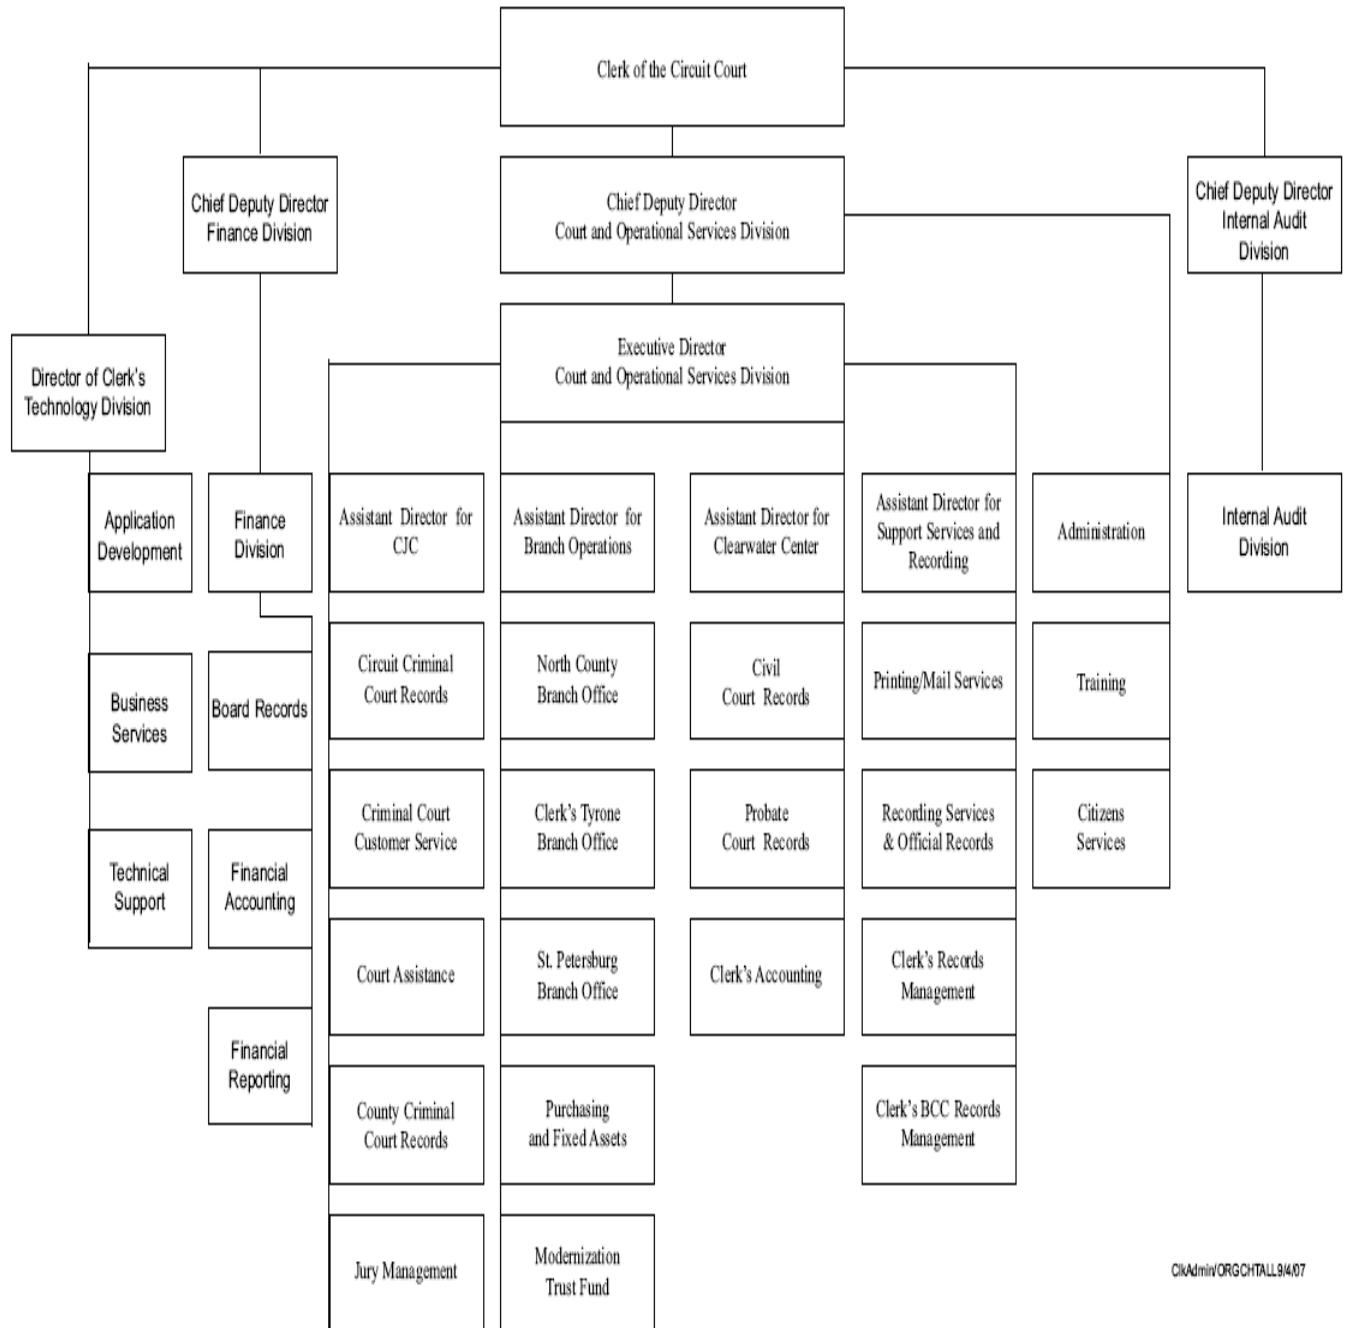 Clerk of the Circuit Court
Chief Deputy Director
Finance Division
Chief Deputy Director
Court and Operational Services Division
Chief Deputy Director
Internal Audit
Division
Director of Clerk's
Technology Division
Executive Director
Court and Operational Services Division
Application
Development
Finance
Division
Assistant Director for
CJC
Assistant Director for
Branch Operations
Assistant Director for
Clearwater Center
Assistant Director for
Support Services and
Recording
Administration
Internal Audit
Division
Business
Services
Board Records
Circuit Criminal
Court Records
North County
Branch Office
Civil
Court Records
Printing/Mail Services
Training
Technical
Support
Financial
Accounting
Criminal Court
Customer Service
Clerk's Tyrone
Branch Office
Probate
Court Records
Recording Services
& Official Records
Citizens
Services
Financial
Reporting
Court Assistance
St. Petersburg
Branch Office
Clerk's Accounting
Clerk's Records
Management
County Criminal
Court Records
Purchasing
and Fixed Assets
Clerk's BCC Records
Management
Jury Management
Modernization
Trust Fund
ClkAdmin/ORGCHTALL9/4/07